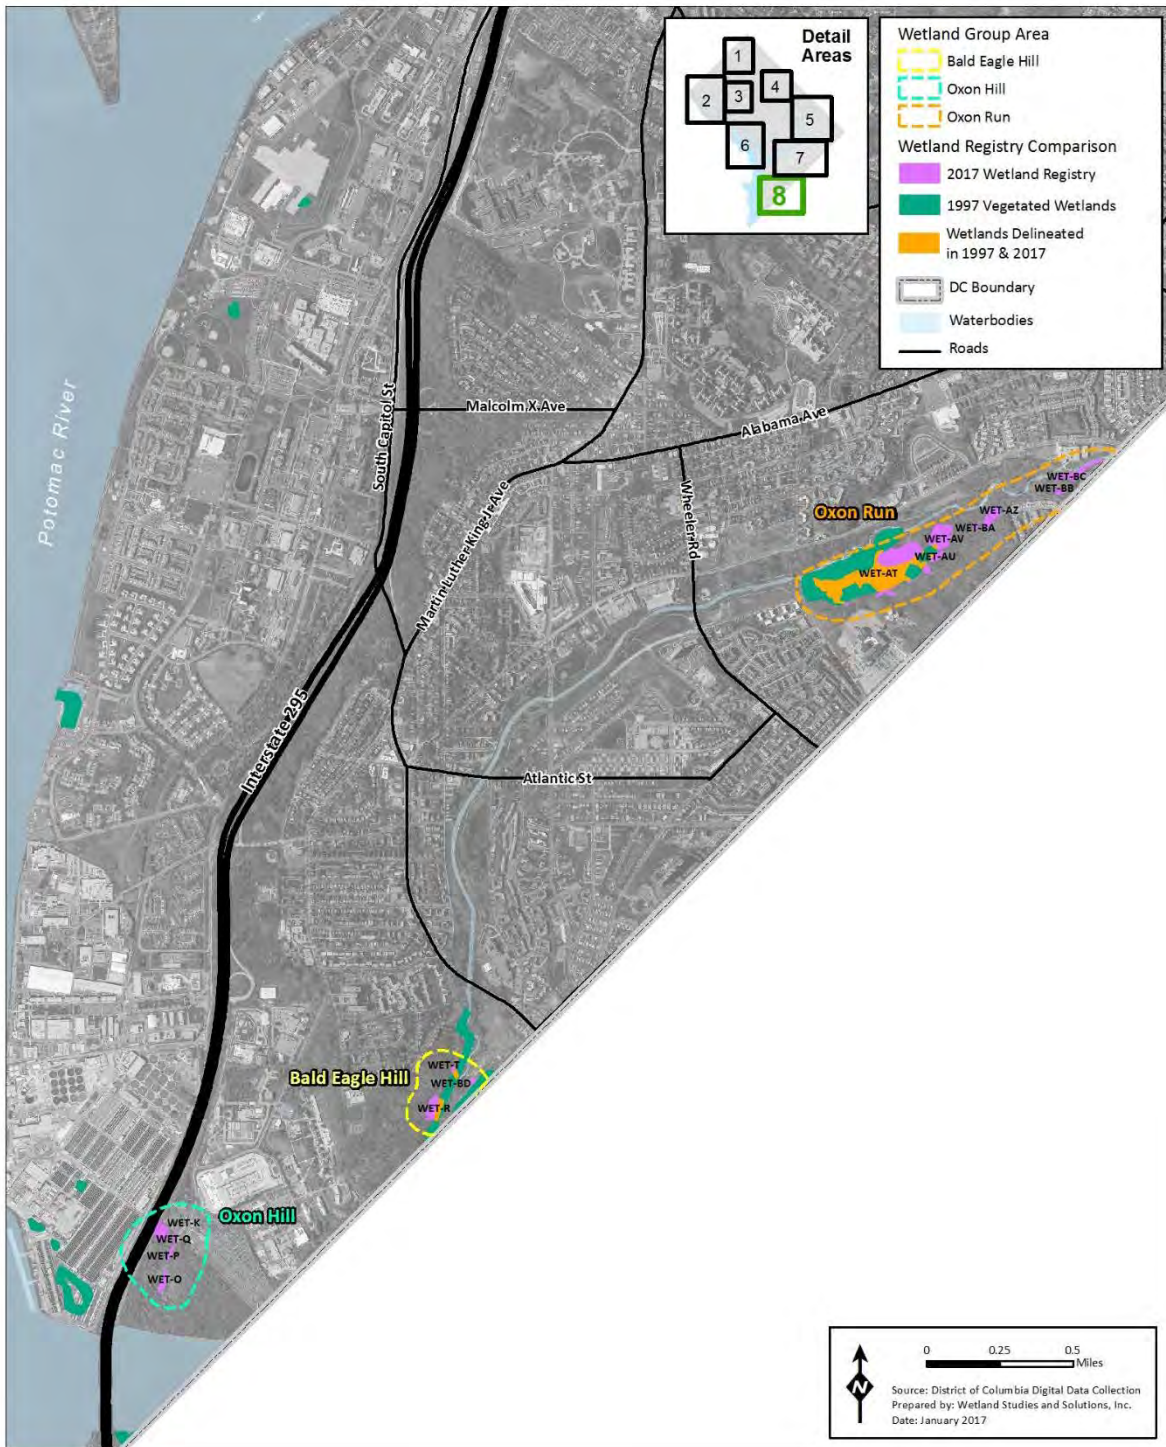 Detail
Areas
1
2
3
4
5
6
7
8
Wetland Group Area
Bald Eagle Hill
Oxon Hill
Oxon Run
Wetland Registry Comparison
2017 Wetland Registry
1997 Vegetated Wetlands
Wetlands Delineated
in 1997 & 2017
DC Boundary
Waterbodies
Roads
Potomac River
South Capitol St
Malcolm X Ave
Alabama Ave
Martin Luther King Jr Ave
Wheeler Rd
Oxon Run
WET-BC
WET-BB
WET-AZ
WET-BA
WET-AV
WET-AU
WET-AT
Interstate 295
Atlantic St
Bald Eagle Hill
WET-T
WET-BD
WET-R
Oxon Hill
WET-K
WET-Q
WET-P
WET-O
N
0 0.25 0.5
Miles
Source: District of Columbia Digital Data Collection
Prepared by: Wetland Studies and Solutions, Inc.
Date: January 2017